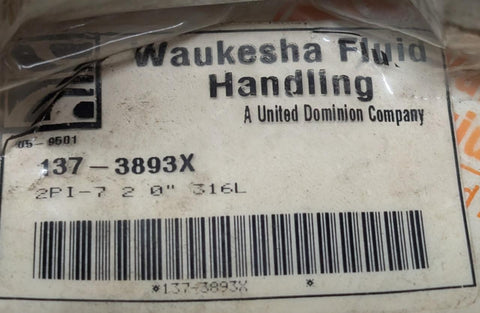 Waukesha Fluid
Handling
A United Dominion Company
05-9501
137-3893X
2PI-7 2 0" 316L
*137-3893X *